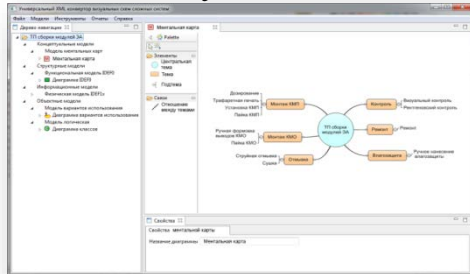 Универсальный XML-конвертор визуальных схем сложных систем
Файл Модели Инструменты Отчеты Справка
Дерево навигации
ТП сборки модулей ЭА
Концептуальные модели
Модель ментальных карт
Ментальная карта
Структурные модели
Функциональная модель IDEF0
Диаграмма IDEF0
Информационные модели
Физическая модель IDEF1x
Объектные модели
Модель вариантов использования
Диаграмма вариантов использования
Модель логическая
Диаграмма классов
Ментальная карта
Palette
Элементы
Центральная тема
Тема
Подтема
Связи
Отношение между темами
Дозирование
Трафаретная печать
Установка КМП
Пайка КМП
Монтаж КМП
Ручная формовка
выводов КМО
Пайка КМО
Монтаж КМО
Струйная отмывка
Сушка
Отмывка
ТП сборки
модулей ЭА
Контроль
Визуальный контроль
Рентгеновский контроль
Ремонт
Ремонт
Влагозащита
Ручное нанесение
влагозащиты
Свойства
Свойства ментальной карты
Название диаграммы Ментальная карта